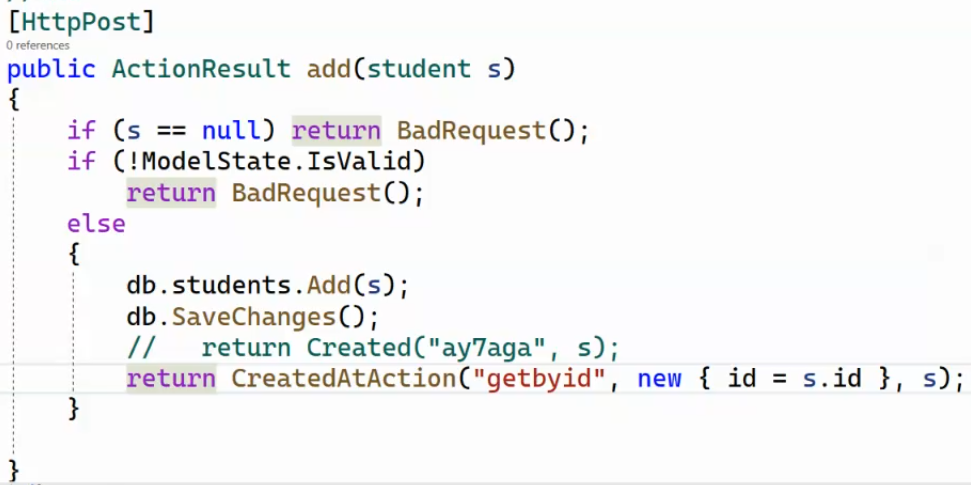 [HttpPost]
0 references
public ActionResult add(student s)
{
if (s == null) return BadRequest();
if (!ModelState.IsValid)
return BadRequest();
else
{
db.students.Add(s);
db.SaveChanges();
//   return Created("ay7aga", s);
return CreatedAtAction("getbyid", new { id = s.id }, s);
}
}